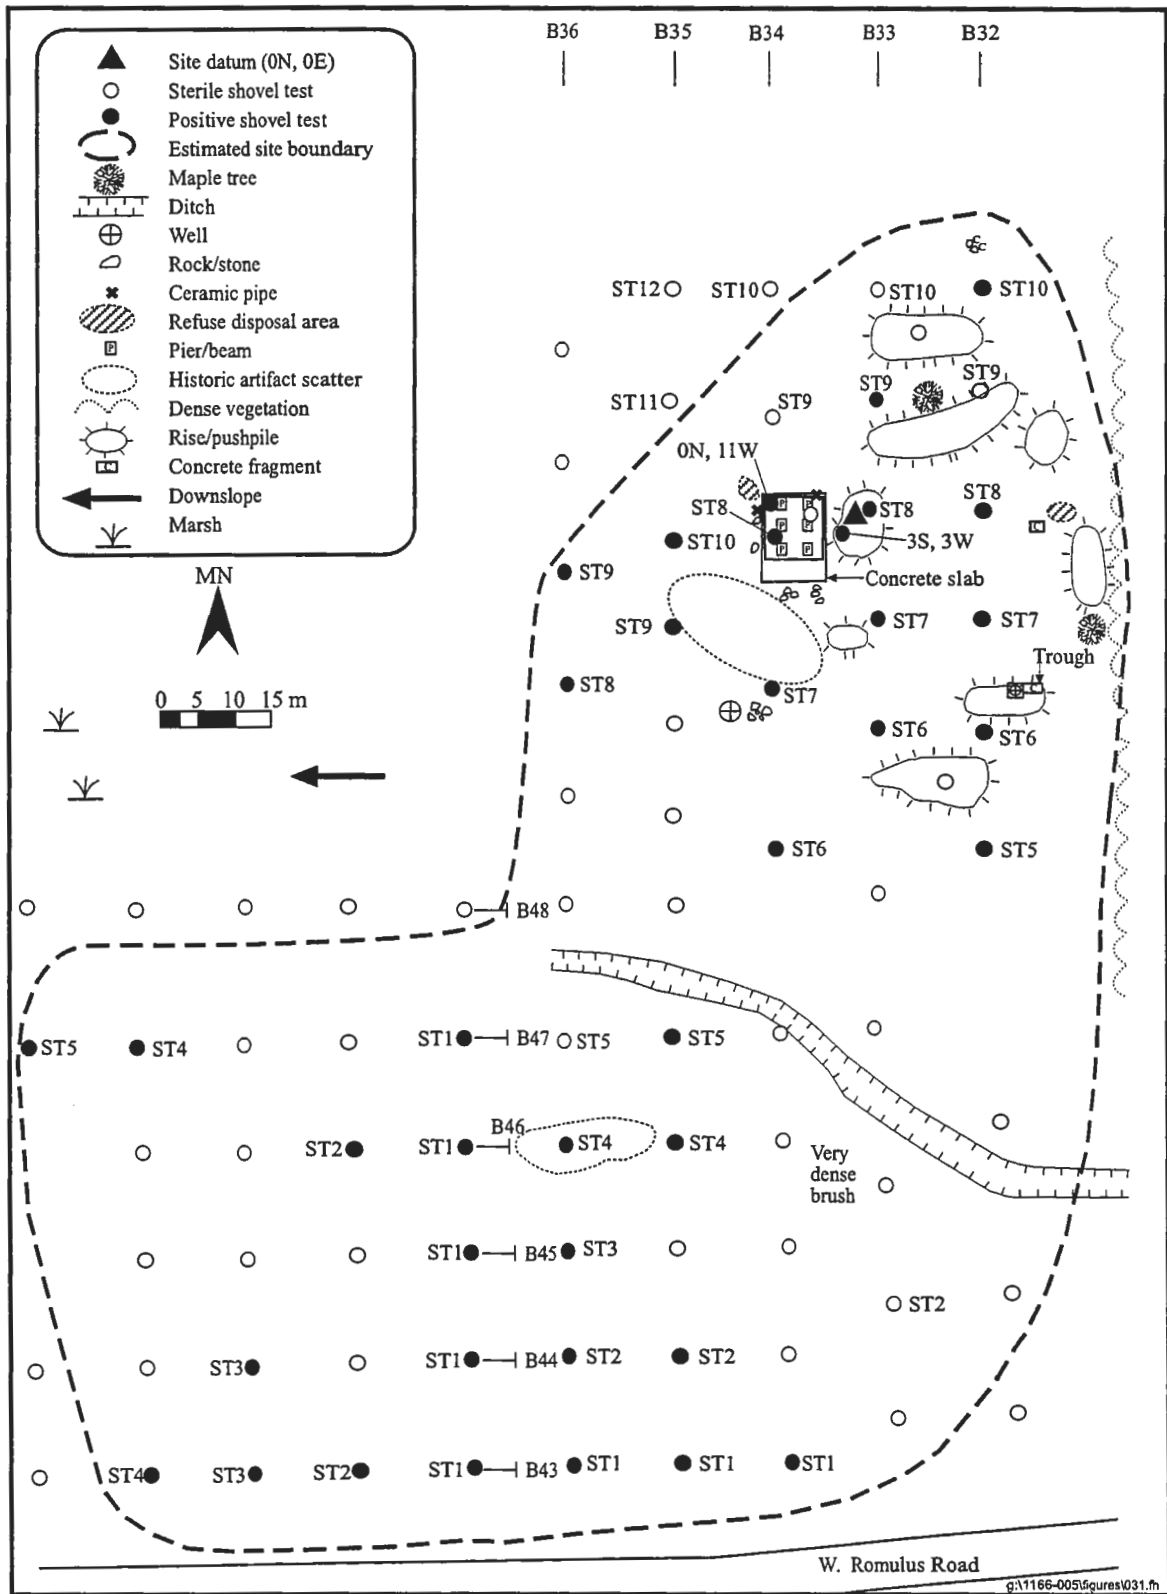 B36 B35 B34 B33 B32
Site datum (0N, 0E)
Sterile shovel test
Positive shovel test
Estimated site boundary
Maple tree
Ditch
Well
Rock/stone
Ceramic pipe
Refuse disposal area
P Pier/beam
Historic artifact scatter
Dense vegetation
Rise/pushpile
C Concrete fragment
Downslope
Marsh
MN
0 5 10 15 m
ST12 ST10 ST10 ST10
ST9 ST9
ST11 ST9
0N, 11W
ST8 ST8 ST8
P P
P P
P P
C
ST10 3S, 3W
ST9 Concrete slab
ST9 ST7 ST7
Trough
ST8 ST7 C
ST6 ST6
ST6 ST5
B48
ST5 ST4 ST1 B47 ST5 ST5
B46
ST2 ST1 ST4 ST4
Very
dense
brush
ST1 B45 ST3
ST2
ST3 ST1 B44 ST2 ST2
ST4 ST3 ST2 ST1 B43 ST1 ST1 ST1
W. Romulus Road
g:\1166-005\figures\031.fh